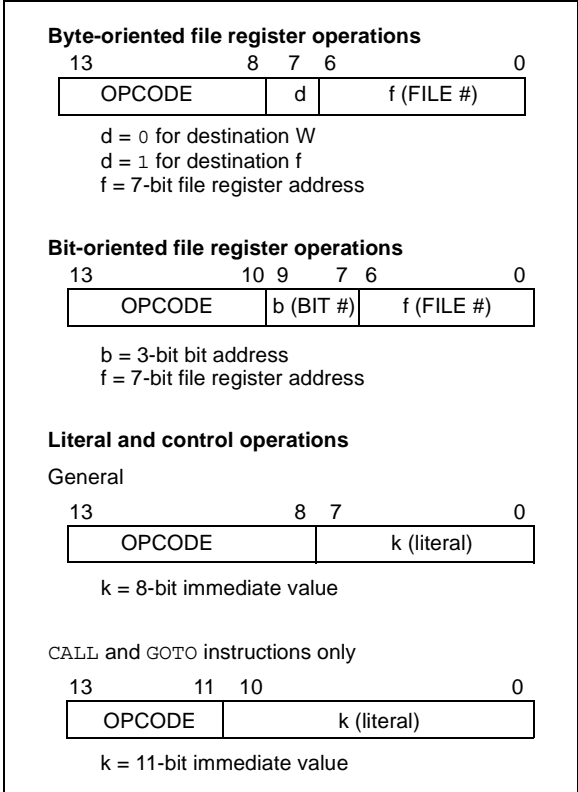 Byte-oriented file register operations
13 8 7 6 0
OPCODE d f (FILE #)
d = 0 for destination W
d = 1 for destination f
f = 7-bit file register address
Bit-oriented file register operations
13 10 9 7 6 0
OPCODE b (BIT #) f (FILE #)
b = 3-bit bit address
f = 7-bit file register address
Literal and control operations
General
13 8 7 0
OPCODE k (literal)
k = 8-bit immediate value
CALL and GOTO instructions only
13 11 10 0
OPCODE k (literal)
k = 11-bit immediate value